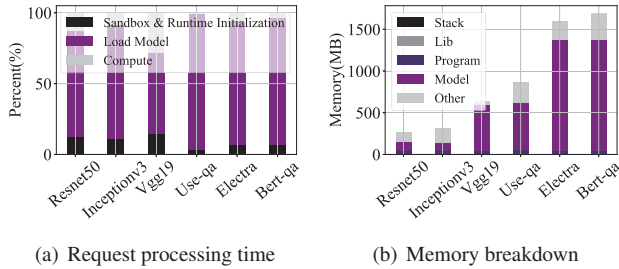 100
50
0
Percent(%)
Sandbox & Runtime Initialization
Load Model
Compute
Resnet50
Inceptionv3
Vgg19
Use-qa
Electra
Bert-qa
(a) Request processing time
1500
1000
500
0
Memory(MB)
Stack
Lib
Program
Model
Other
Resnet50
Inceptionv3
Vgg19
Use-qa
Electra
Bert-qa
(b) Memory breakdown